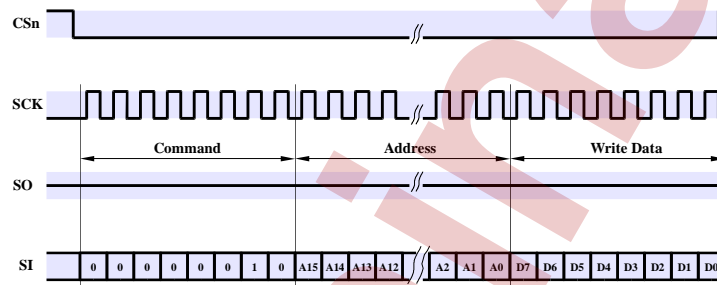 CSn
SCK
Command Address Write Data
SO
SI 0 0 0 0 0 0 1 0 A15 A14 A13 A12 A2 A1 A0 D7 D6 D5 D4 D3 D2 D1 D0